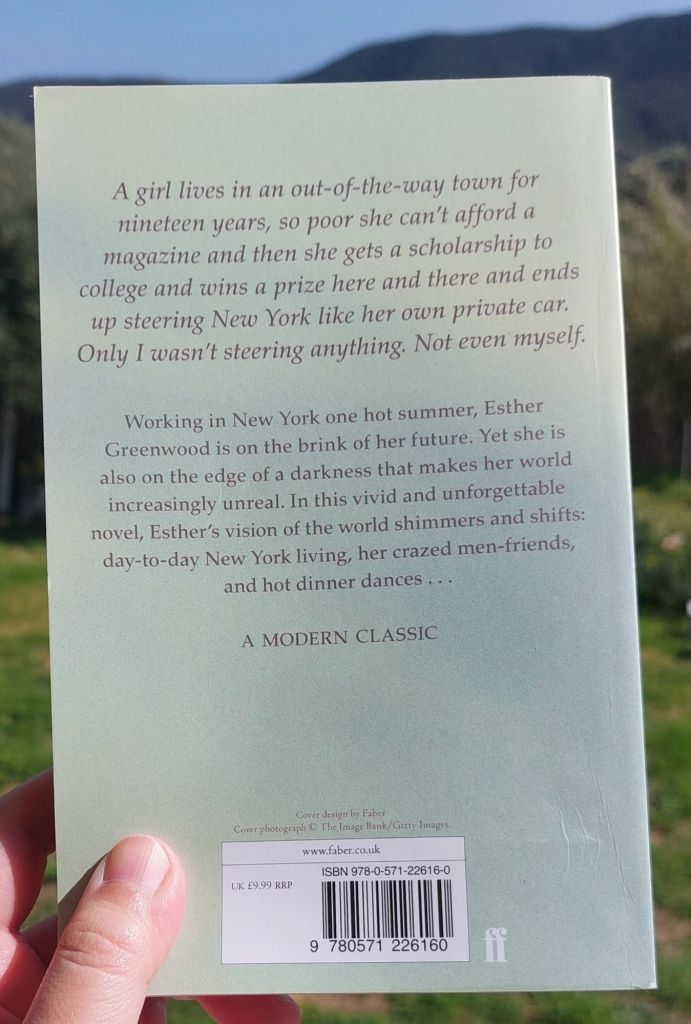 A girl lives in an out-of-the-way town for
nineteen years, so poor she can't afford a
magazine and then she gets a scholarship to
college and wins a prize here and there and ends
up steering New York like her own private car.
Only I wasn't steering anything. Not even myself.
Working in New York one hot summer, Esther
Greenwood is on the brink of her future. Yet she is
also on the edge of a darkness that makes her world
increasingly unreal. In this vivid and unforgettable
novel, Esther's vision of the world shimmers and shifts:
day-to-day New York living, her crazed men-friends,
and hot dinner dances . . .
A MODERN CLASSIC
Cover design by Faber
Cover photograph © The Image Bank/Getty Images.
www.faber.co.uk
ISBN 978-0-571-22616-0
UK £9.99 RRP
9 780571 226160
ff